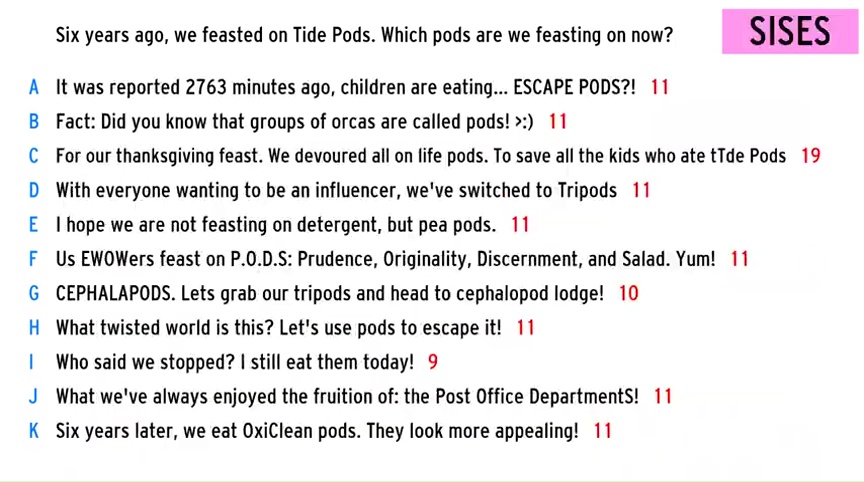 Six years ago, we feasted on Tide Pods. Which pods are we feasting on now?
SISES
A It was reported 2763 minutes ago, children are eating... ESCAPE PODS?! 11
B Fact: Did you know that groups of orcas are called pods! >:) 11
C For our thanksgiving feast. We devoured all on life pods. To save all the kids who ate tTde Pods 19
D With everyone wanting to be an influencer, we've switched to Tripods 11
E I hope we are not feasting on detergent, but pea pods. 11
F Us EWOWers feast on P.O.D.S: Prudence, Originality, Discernment, and Salad. Yum! 11
G CEPHALAPODS. Lets grab our tripods and head to cephalopod lodge! 10
H What twisted world is this? Let's use pods to escape it! 11
I Who said we stopped? I still eat them today! 9
J What we've always enjoyed the fruition of: the Post Office DepartmentS! 11
K Six years later, we eat OxiClean pods. They look more appealing! 11